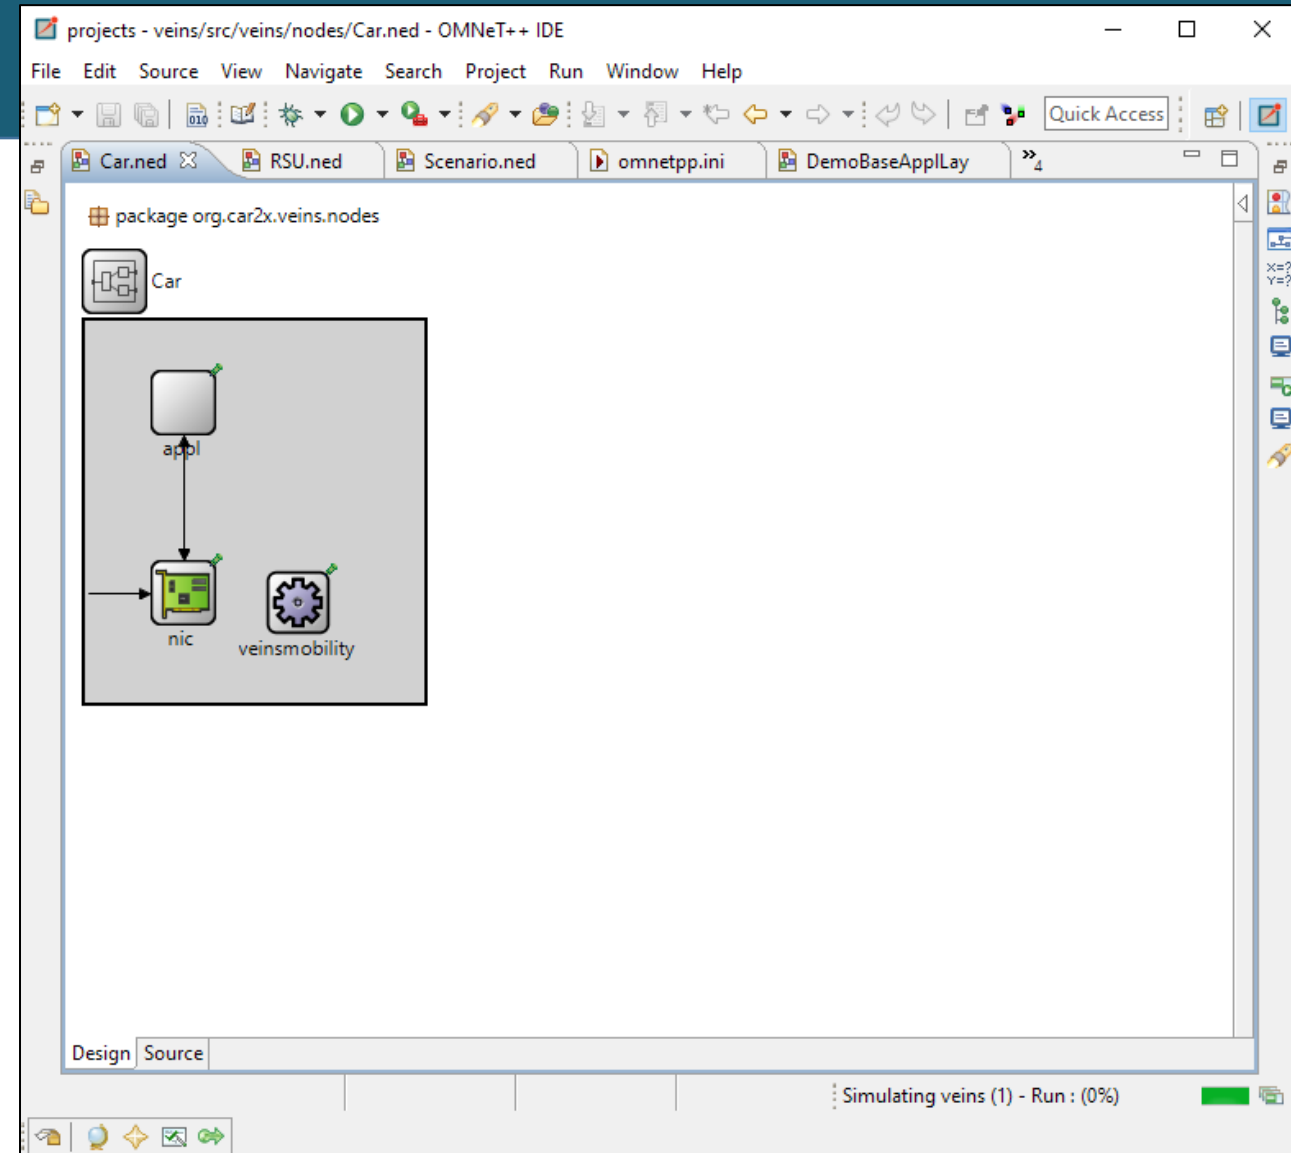 projects - veins/src/veins/nodes/Car.ned - OMNeT++ IDE
File Edit Source View Navigate Search Project Run Window Help
010 Quick Access
Car.ned RSU.ned Scenario.ned omnetpp.ini DemoBaseApplLay »4
package org.car2x.veins.nodes
Car
X=?
Y=?
appl
nic
veinsmobility
Design Source
Simulating veins (1) - Run : (0%)